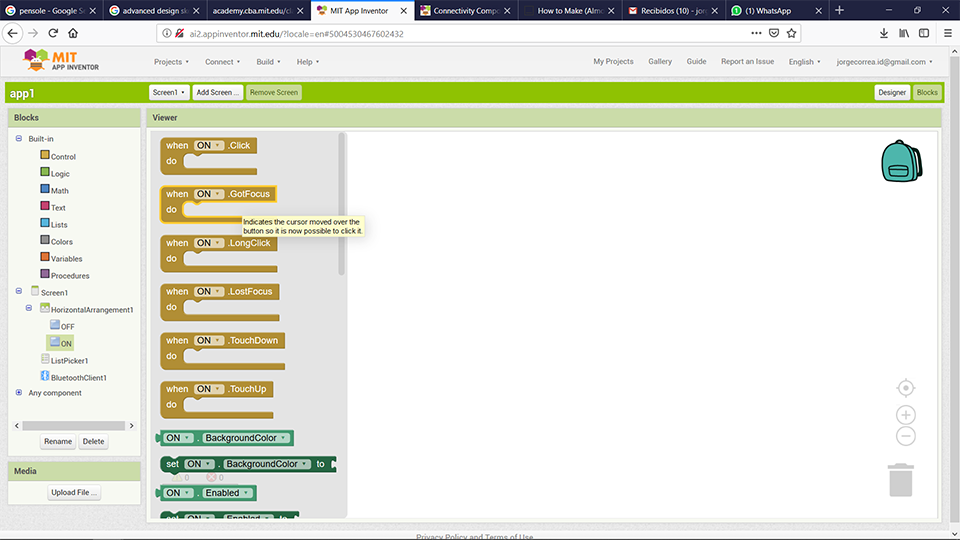 pensole - Google S
advanced design sk
academy.cba.mit.edu/cl
MIT App Inventor
Connectivity Compo
How to Make (Almo
Recibidos (10) - jorg
(1) WhatsApp
ai2.appinventor.mit.edu/?locale=en#5004530467602432
MIT
APP INVENTOR
Projects
Connect
Build
Help
My Projects
Gallery
Guide
Report an Issue
English
jorgecorrea.id@gmail.com
app1
Screen1
Add Screen ...
Remove Screen
Designer
Blocks
Blocks
Viewer
Built-in
Control
Logic
Math
Text
Lists
Colors
Variables
Procedures
Screen1
HorizontalArrangement1
OFF
ON
ListPicker1
BluetoothClient1
Any component
Rename
Delete
Media
Upload File ...
when ON .Click
do
when ON .GotFocus
do
Indicates the cursor moved over the
button so it is now possible to click it.
when ON .LongClick
do
when ON .LostFocus
do
when ON .TouchDown
do
when ON .TouchUp
do
ON . BackgroundColor
set ON . BackgroundColor to
0
0
ON . Enabled
set ON . Enabled to
Privacy Policy and Terms of Use